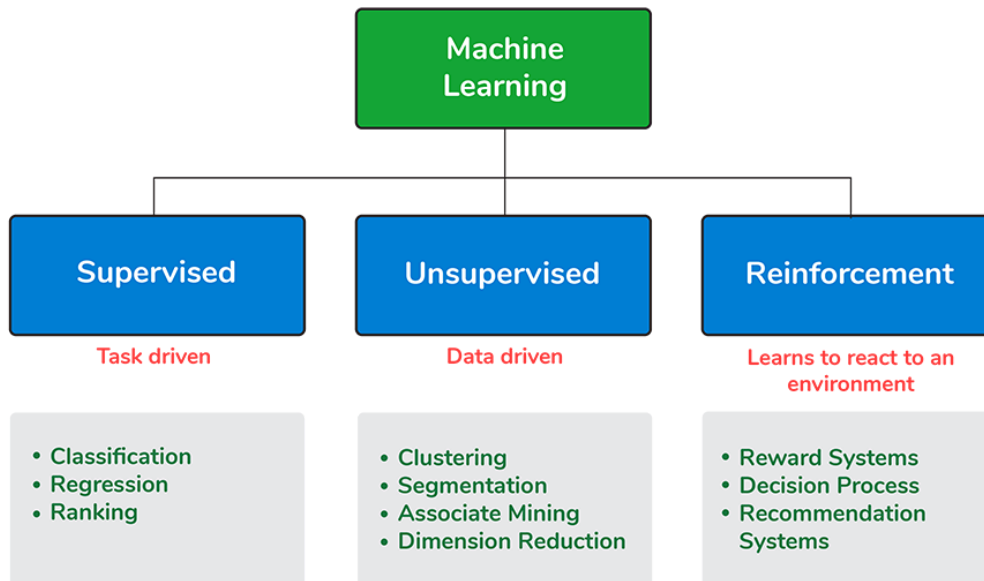 Machine
Learning
Supervised
Unsupervised
Reinforcement
Task driven
Data driven
Learns to react to an
environment
• Classification
• Regression
• Ranking
• Clustering
• Segmentation
• Associate Mining
• Dimension Reduction
• Reward Systems
• Decision Process
• Recommendation
Systems